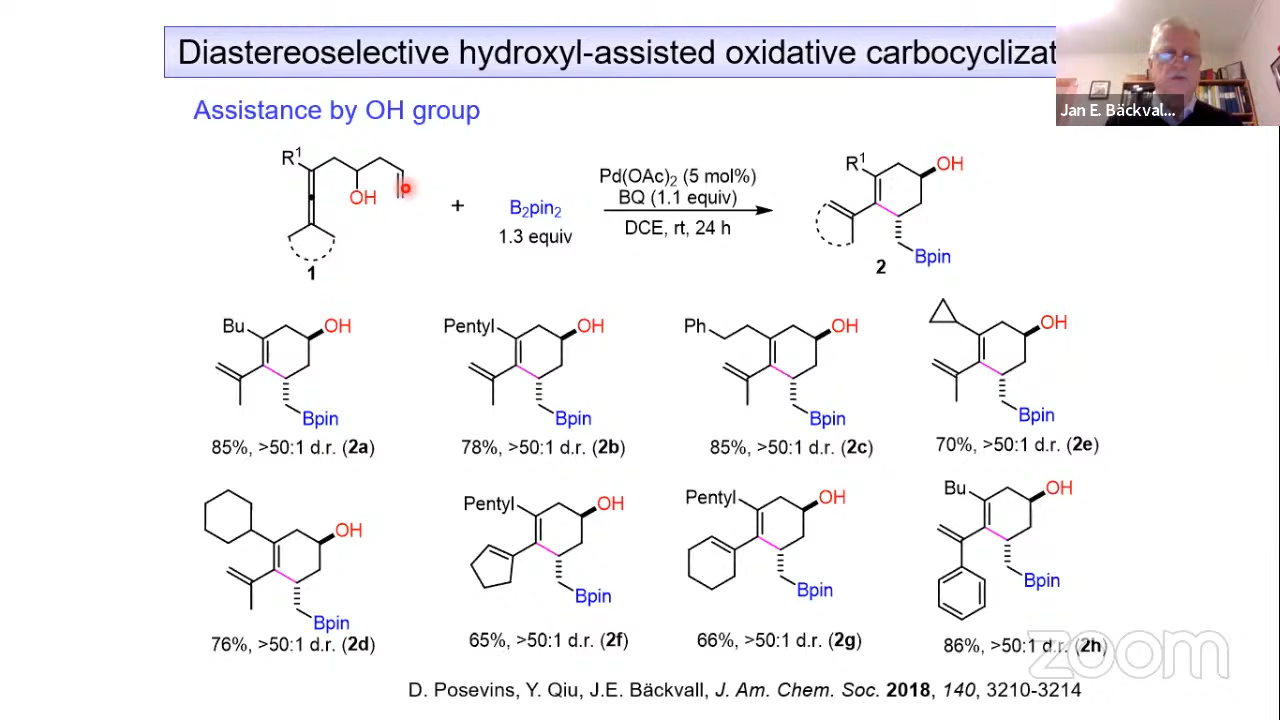 Diastereoselective hydroxyl-assisted oxidative carbocyclizat
Jan E. Bäckval...
Assistance by OH group
R1
OH
1
+
B2pin2
1.3 equiv
Pd(OAc)2 (5 mol%)
BQ (1.1 equiv)
DCE, rt, 24 h
R1
OH
Bpin
2
Bu
OH
Bpin
85%, >50:1 d.r. (2a)
Pentyl
OH
Bpin
78%, >50:1 d.r. (2b)
Ph
OH
Bpin
85%, >50:1 d.r. (2c)
OH
Bpin
70%, >50:1 d.r. (2e)
OH
Bpin
76%, >50:1 d.r. (2d)
Pentyl
OH
Bpin
65%, >50:1 d.r. (2f)
Pentyl
OH
Bpin
66%, >50:1 d.r. (2g)
Bu
OH
Bpin
86%, >50:1 d.r. (2h)
zoom
D. Posevins, Y. Qiu, J.E. Bäckvall, J. Am. Chem. Soc. 2018, 140, 3210-3214